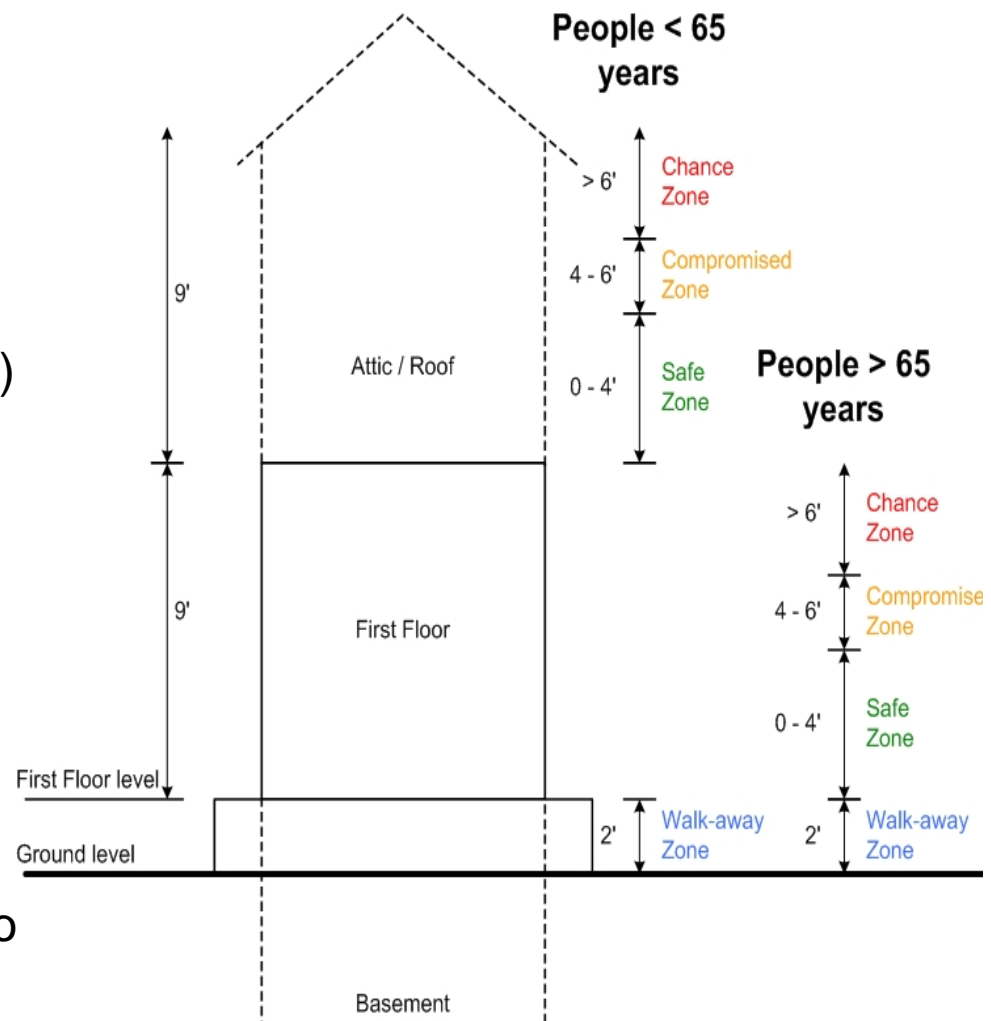 People < 65
years
> 6'
Chance
Zone
4 - 6'
Compromised
Zone
9'
Attic / Roof
0 - 4'
Safe
Zone
)
People > 65
years
> 6'
Chance
Zone
9'
First Floor
4 - 6'
Compromise
Zone
0 - 4'
Safe
Zone
First Floor level
Ground level
2'
Walk-away
Zone
2'
Walk-away
Zone
o
Basement